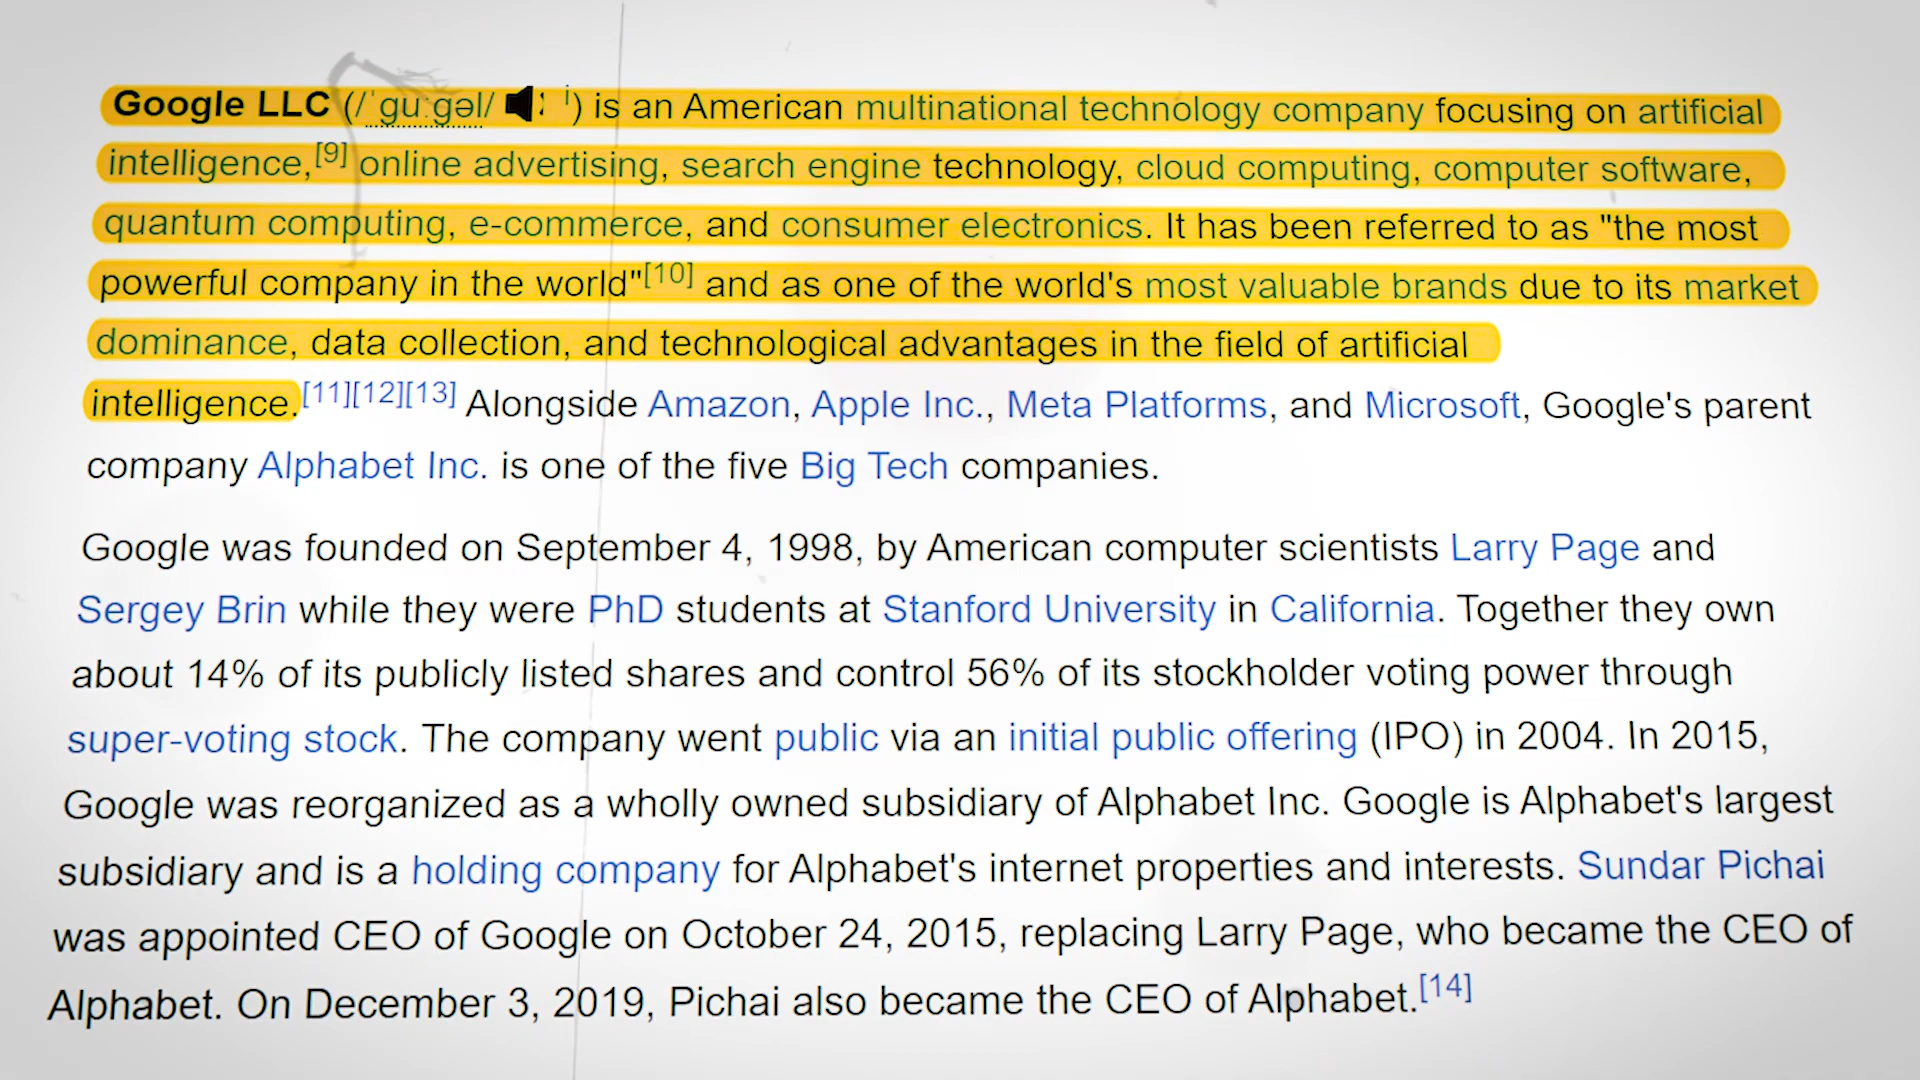 Google LLC (/ˈɡuːɡəl/ ⓘ) is an American multinational technology company focusing on artificial
intelligence,[9] online advertising, search engine technology, cloud computing, computer software,
quantum computing, e-commerce, and consumer electronics. It has been referred to as "the most
powerful company in the world"[10] and as one of the world's most valuable brands due to its market
dominance, data collection, and technological advantages in the field of artificial
intelligence.[11][12][13] Alongside Amazon, Apple Inc., Meta Platforms, and Microsoft, Google's parent
company Alphabet Inc. is one of the five Big Tech companies.
Google was founded on September 4, 1998, by American computer scientists Larry Page and
Sergey Brin while they were PhD students at Stanford University in California. Together they own
about 14% of its publicly listed shares and control 56% of its stockholder voting power through
super-voting stock. The company went public via an initial public offering (IPO) in 2004. In 2015,
Google was reorganized as a wholly owned subsidiary of Alphabet Inc. Google is Alphabet's largest
subsidiary and is a holding company for Alphabet's internet properties and interests. Sundar Pichai
was appointed CEO of Google on October 24, 2015, replacing Larry Page, who became the CEO of
Alphabet. On December 3, 2019, Pichai also became the CEO of Alphabet.[14]